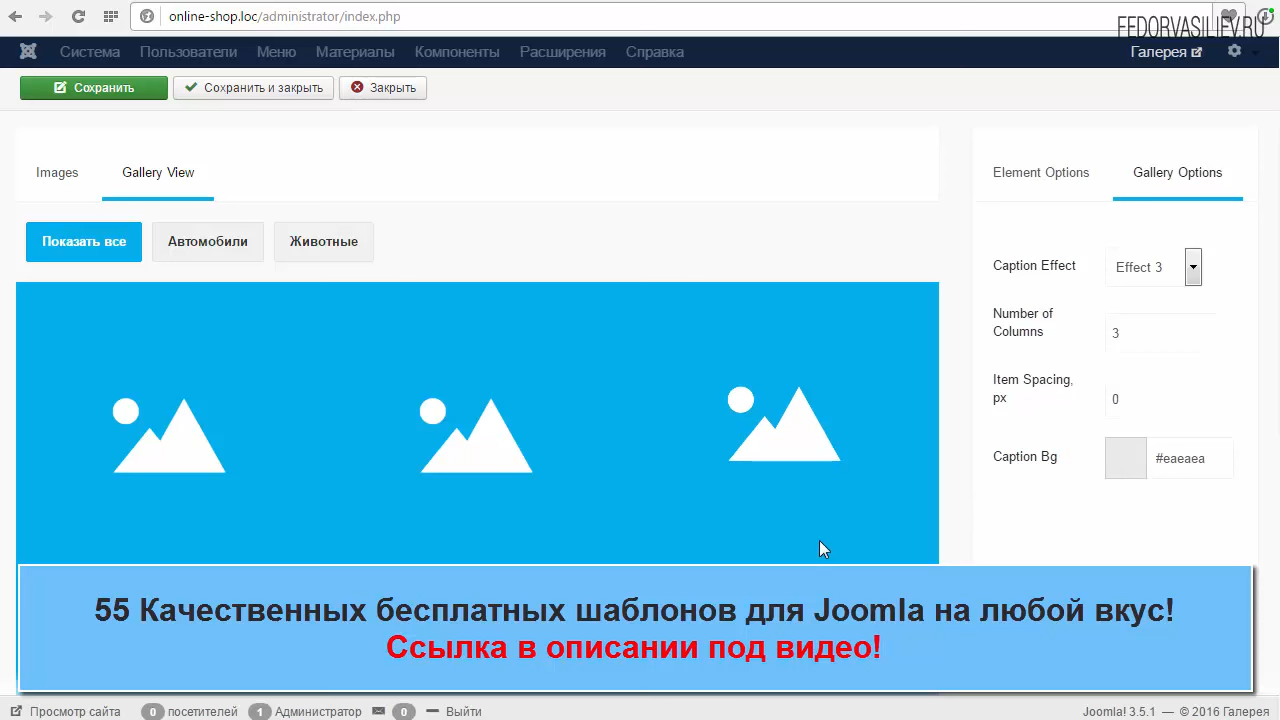 online-shop.loc/administrator/index.php
FEDORVASILIEV.RU
Система Пользователи Меню Материалы Компоненты Расширения Справка Галерея
Сохранить Сохранить и закрыть Закрыть
Images Gallery View Element Options Gallery Options
Показать все Автомобили Животные
Caption Effect Effect 3
Number of
Columns 3
Item Spacing,
px 0
Caption Bg #eaeaea
55 Качественных бесплатных шаблонов для Joomla на любой вкус!
Ссылка в описании под видео!
Просмотр сайта 0 посетителей 1 Администратор 0 Выйти Joomla! 3.5.1 — © 2016 Галерея